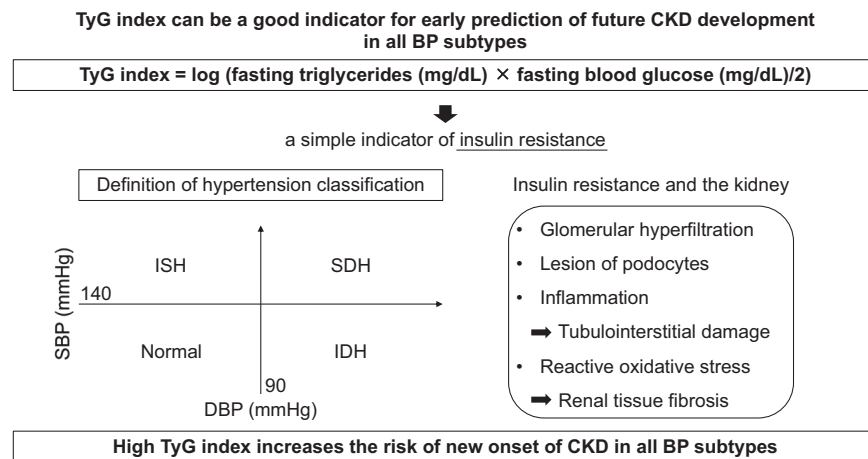 TyG index can be a good indicator for early prediction of future CKD development
in all BP subtypes
TyG index = log (fasting triglycerides (mg/dL) × fasting blood glucose (mg/dL)/2)
a simple indicator of insulin resistance
Definition of hypertension classification
SBP (mmHg)
ISH
SDH
140
Normal
IDH
90
DBP (mmHg)
Insulin resistance and the kidney
• Glomerular hyperfiltration
• Lesion of podocytes
• Inflammation
➡ Tubulointerstitial damage
• Reactive oxidative stress
➡ Renal tissue fibrosis
High TyG index increases the risk of new onset of CKD in all BP subtypes